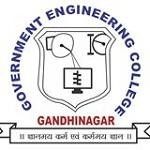 GOVERNMENT ENGINEERING COLLEGE
GANDHINAGAR
॥ ज्ञानमय कर्म एवं कर्ममय ज्ञान ॥